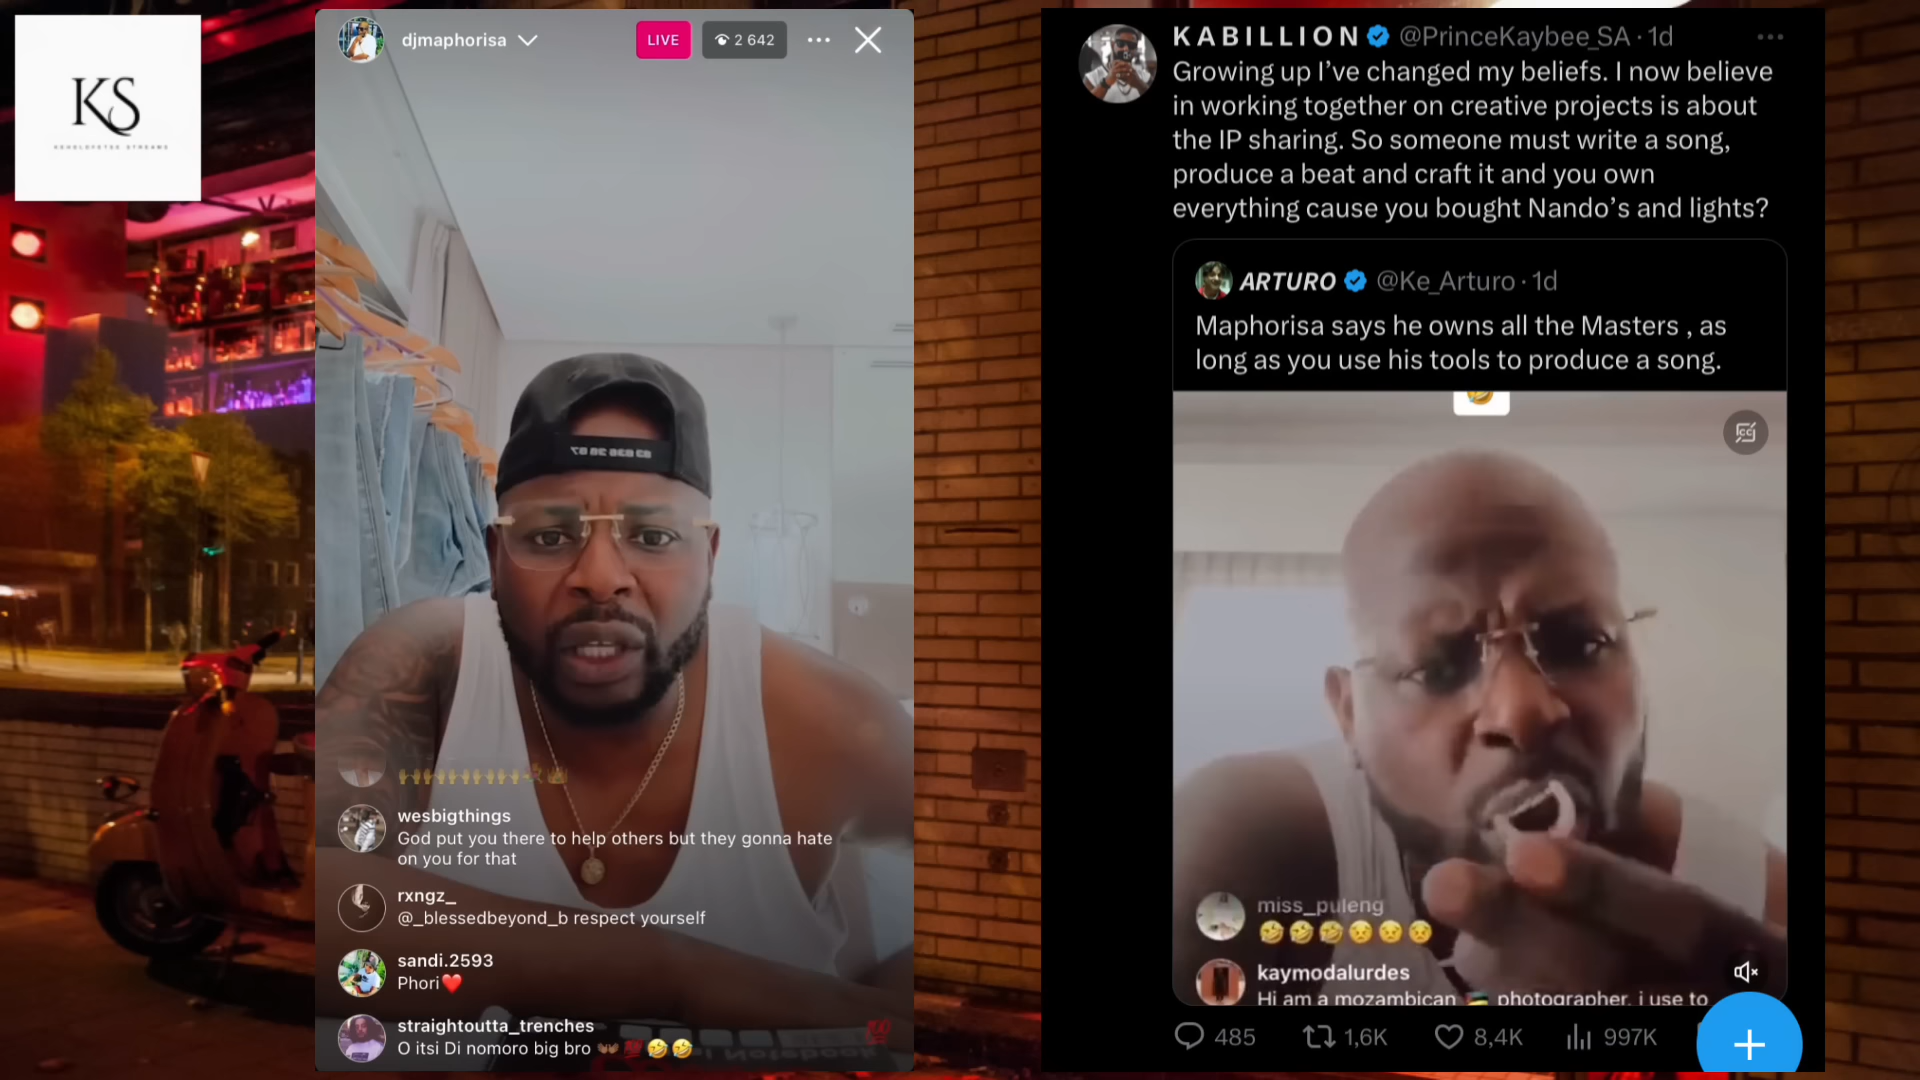 KS
KGHOLOFETSO STREAMS
djmaphorisa
LIVE
2 642
wesbigthings
God put you there to help others but they gonna hate
on you for that
rxngz_
@_blessedbeyond_b respect yourself
sandi.2593
Phori❤️
straightoutta_trenches
O itsi Di nomoro big bro 👐🏾💯🤣🤣
KABILLION @PrinceKaybee_SA · 1d
Growing up I’ve changed my beliefs. I now believe
in working together on creative projects is about
the IP sharing. So someone must write a song,
produce a beat and craft it and you own
everything cause you bought Nando’s and lights?
ARTURO @Ke_Arturo · 1d
Maphorisa says he owns all the Masters , as
long as you use his tools to produce a song.
miss_puleng
🤣🤣🤣😣😣😣
kaymodalurdes
Hi am a mozambican 🇲🇿 photographer, i use to
485
1,6K
8,4K
997K